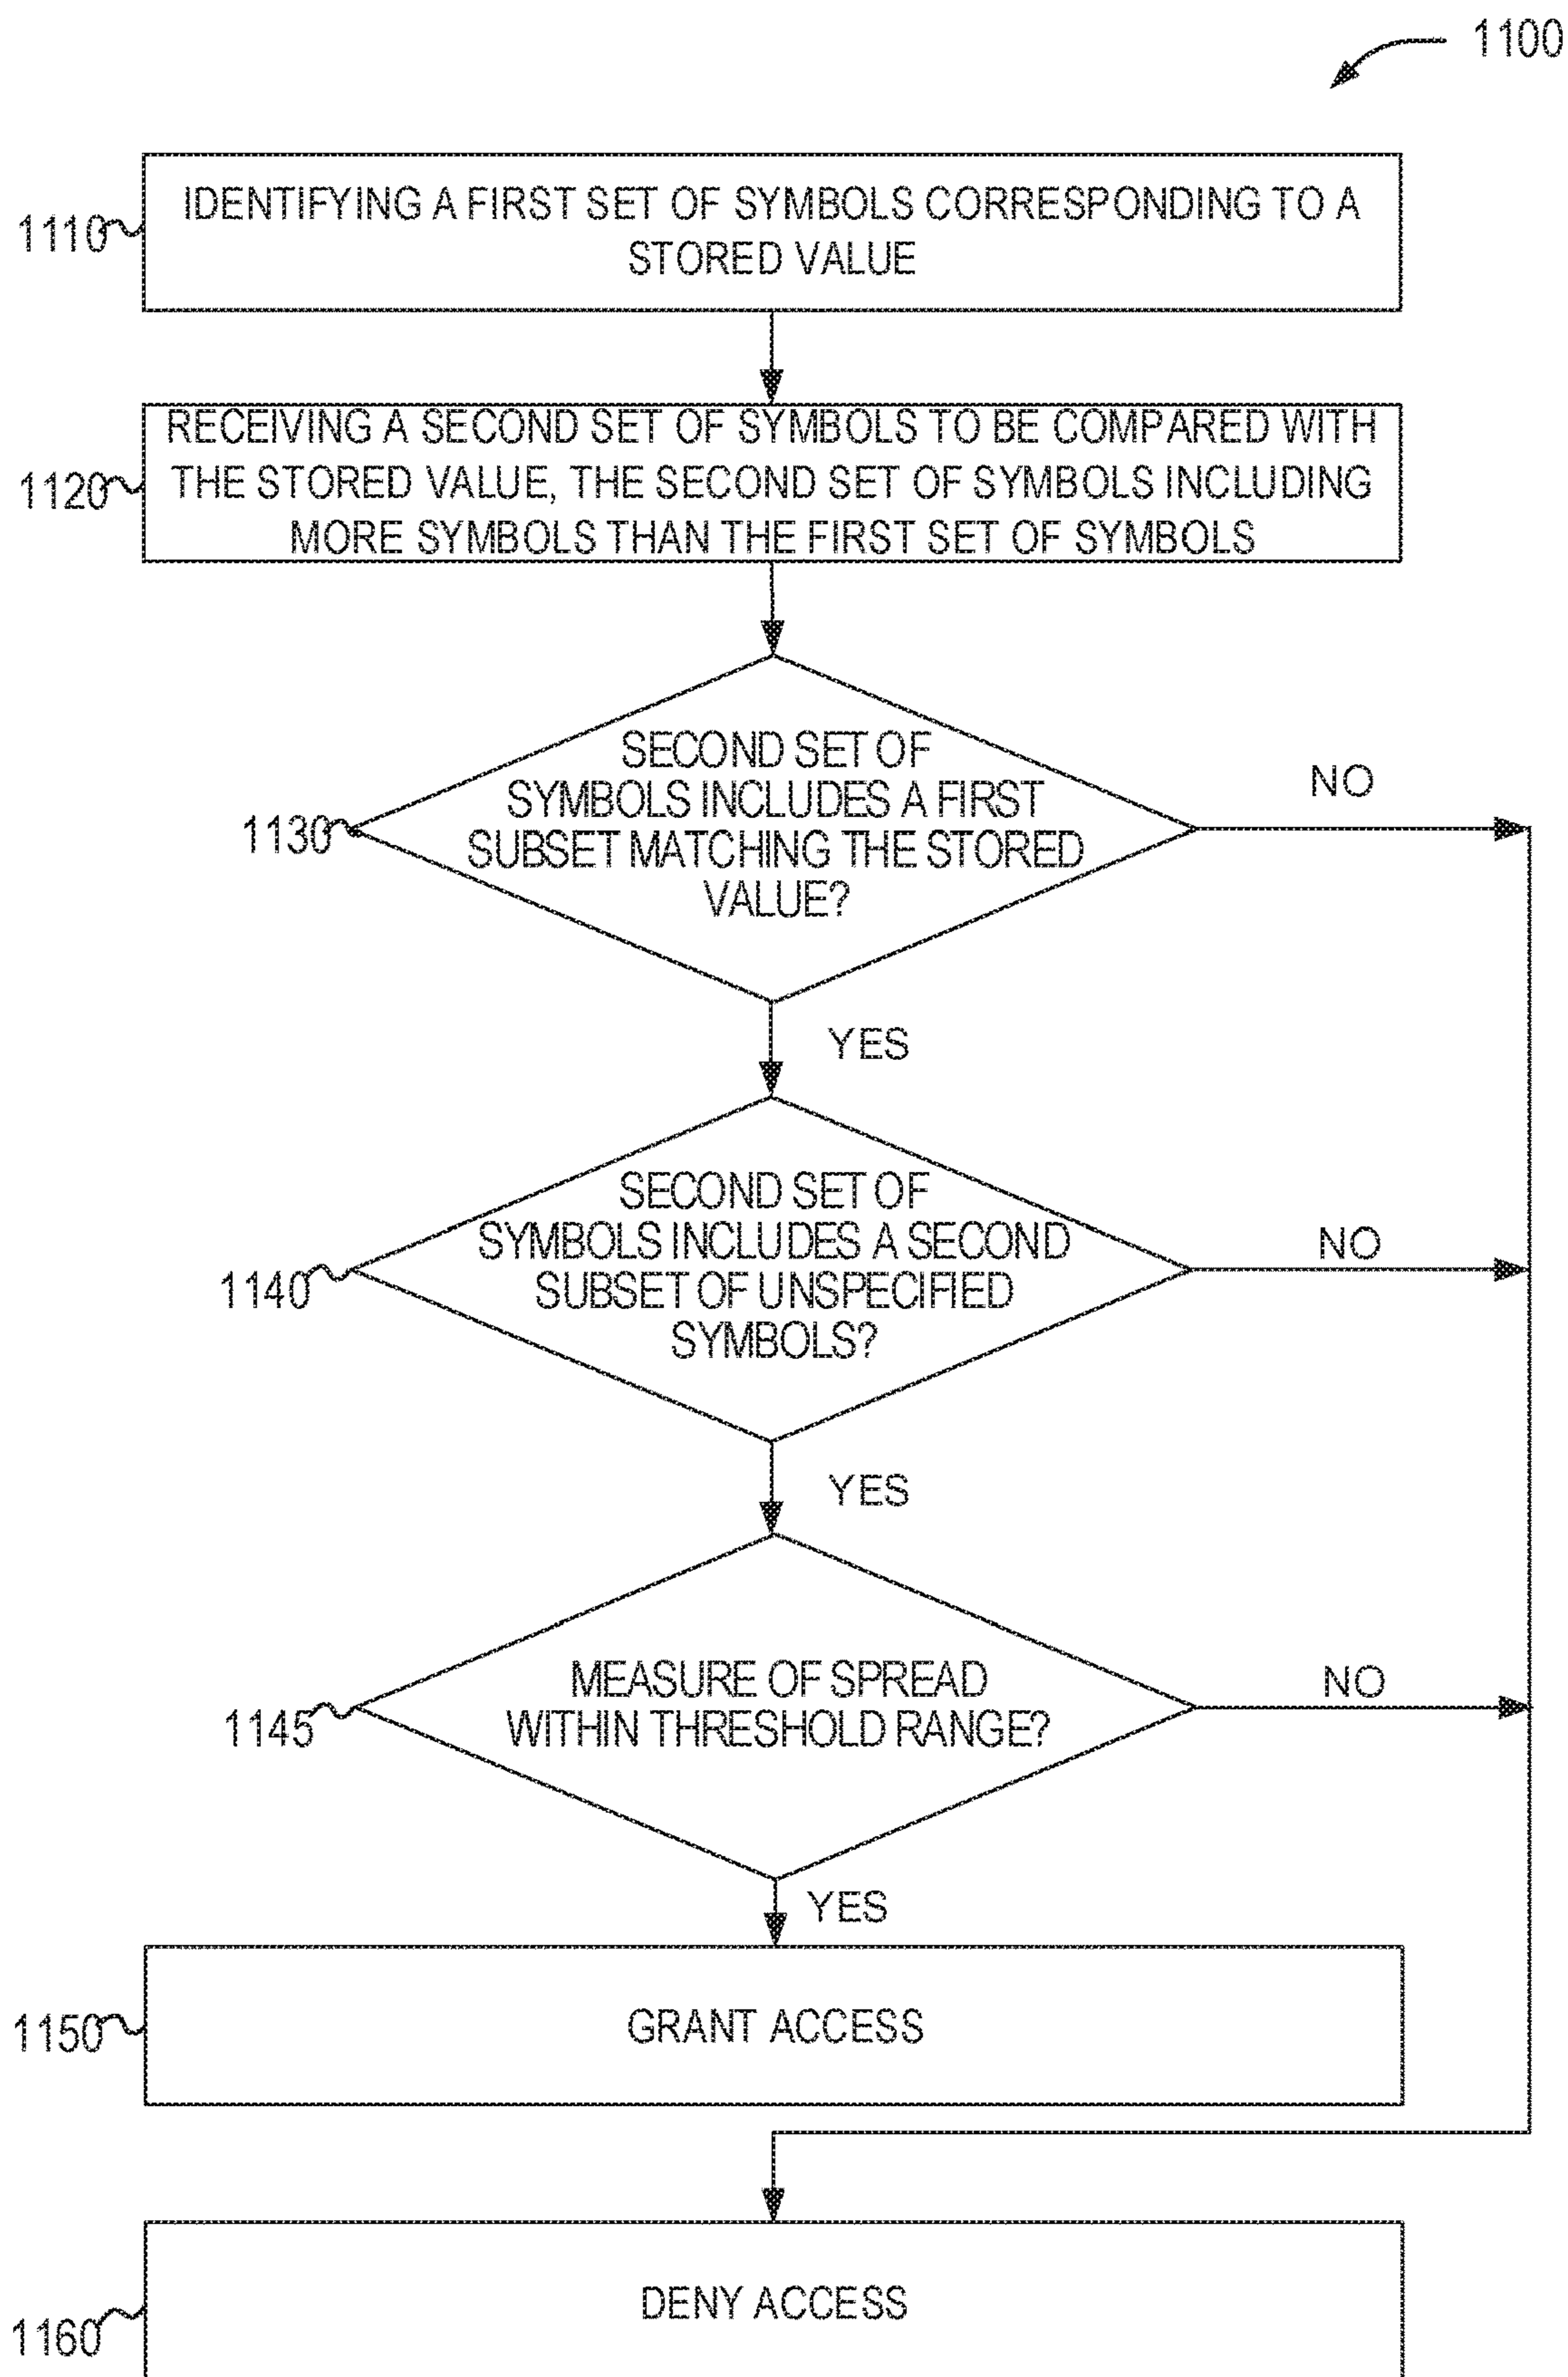 1100
IDENTIFYING A FIRST SET OF SYMBOLS CORRESPONDING TO A
STORED VALUE
1110
RECEIVING A SECOND SET OF SYMBOLS TO BE COMPARED WITH
THE STORED VALUE, THE SECOND SET OF SYMBOLS INCLUDING
MORE SYMBOLS THAN THE FIRST SET OF SYMBOLS
1120
SECOND SET OF
SYMBOLS INCLUDES A FIRST
SUBSET MATCHING THE STORED
VALUE?
1130
NO
YES
SECOND SET OF
SYMBOLS INCLUDES A SECOND
SUBSET OF UNSPECIFIED
SYMBOLS?
1140
NO
YES
MEASURE OF SPREAD
WITHIN THRESHOLD RANGE?
1145
NO
YES
GRANT ACCESS
1150
DENY ACCESS
1160